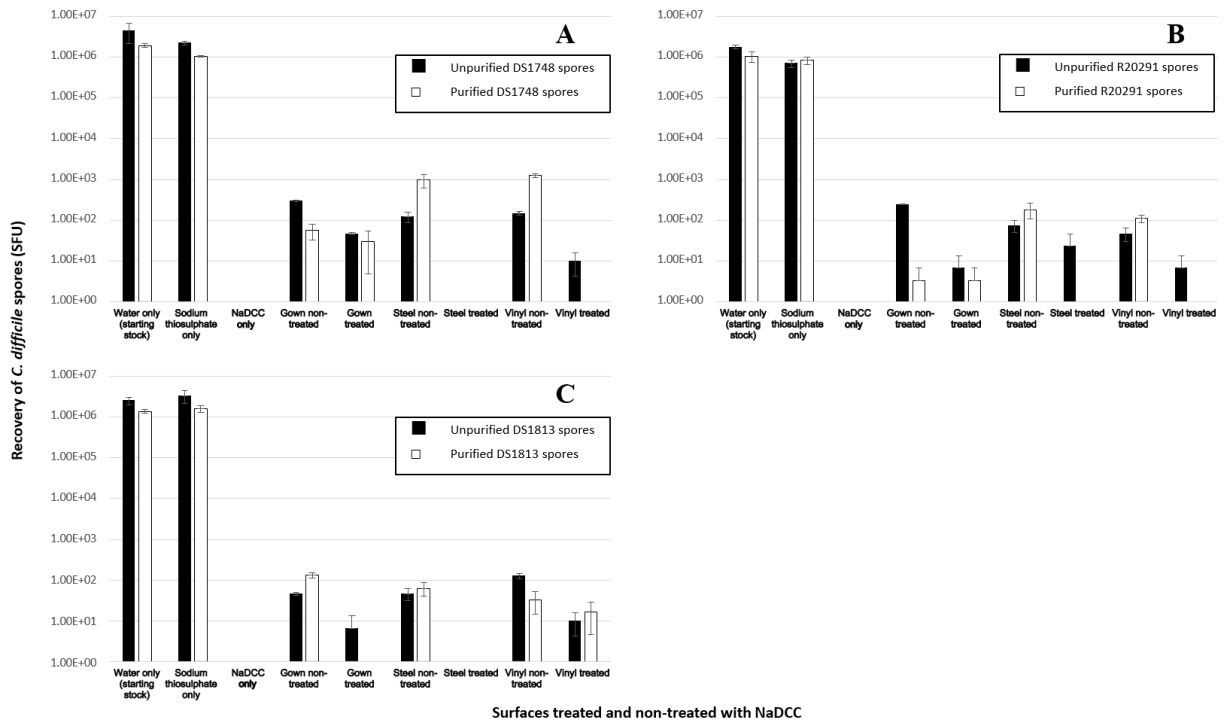 Recovery of C. difficile spores (SFU)
A
1.00E+07
1.00E+06
1.00E+05
1.00E+04
1.00E+03
1.00E+02
1.00E+01
1.00E+00
Unpurified DS1748 spores
Purified DS1748 spores
Water only (starting stock)
Sodium thiosulphate only
NaDCC only
Gown non-treated
Gown treated
Steel non-treated
Steel treated
Vinyl non-treated
Vinyl treated
B
1.00E+07
1.00E+06
1.00E+05
1.00E+04
1.00E+03
1.00E+02
1.00E+01
1.00E+00
Unpurified R20291 spores
Purified R20291 spores
Water only (starting stock)
Sodium thiosulphate only
NaDCC only
Gown non-treated
Gown treated
Steel non-treated
Steel treated
Vinyl non-treated
Vinyl treated
C
1.00E+07
1.00E+06
1.00E+05
1.00E+04
1.00E+03
1.00E+02
1.00E+01
1.00E+00
Unpurified DS1813 spores
Purified DS1813 spores
Water only (starting stock)
Sodium thiosulphate only
NaDCC only
Gown non-treated
Gown treated
Steel non-treated
Steel treated
Vinyl non-treated
Vinyl treated
Surfaces treated and non-treated with NaDCC